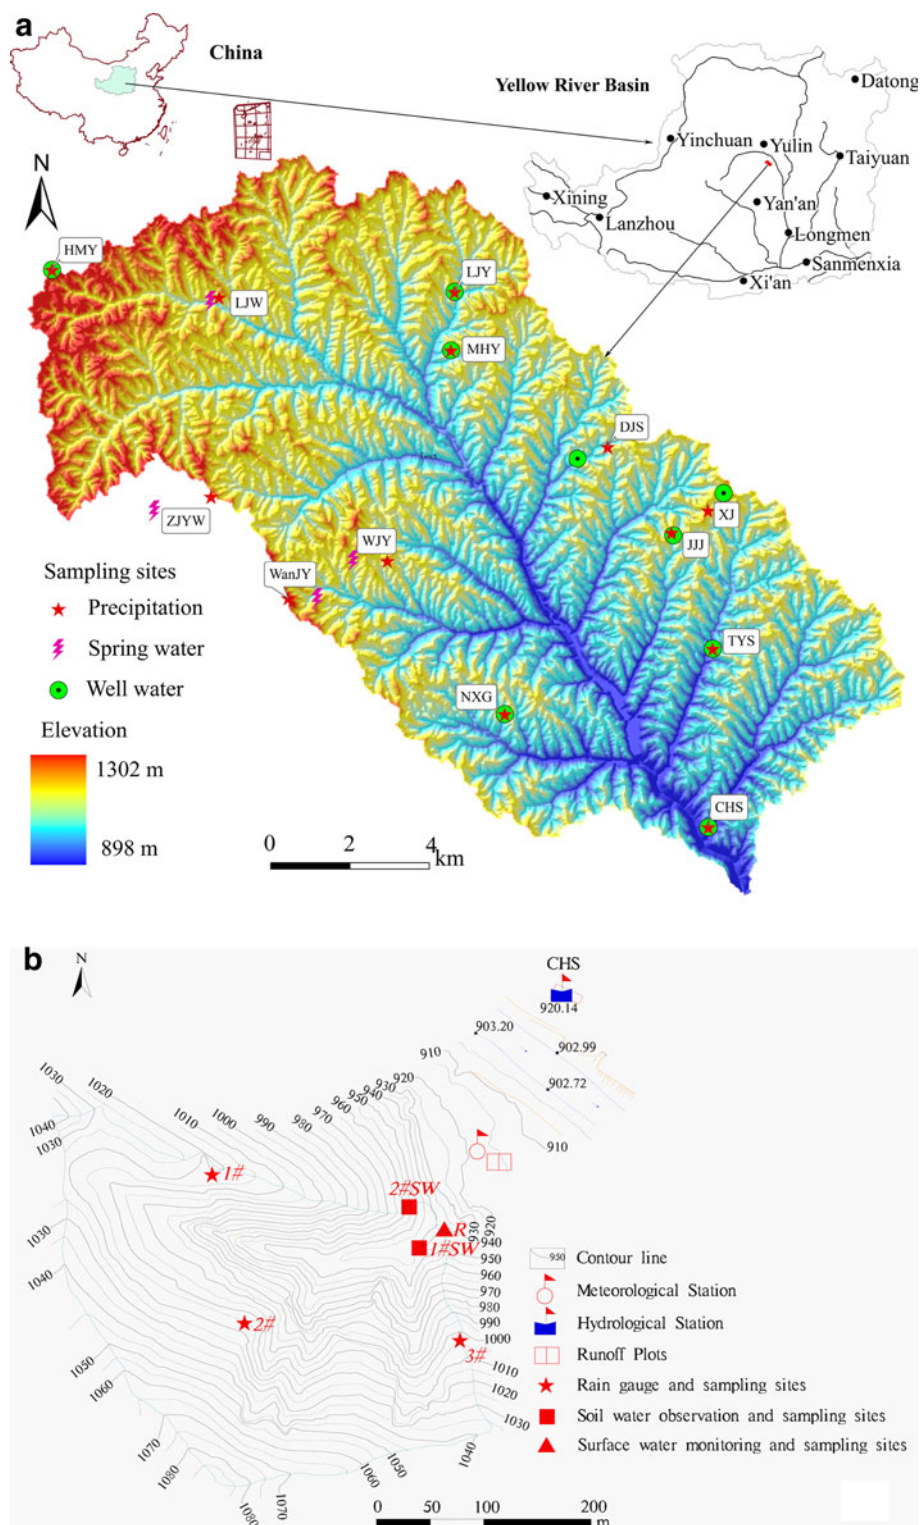 a
China
Yellow River Basin
Datong
Yinchuan
Yulin
Taiyuan
Xining
Yan'an
Lanzhou
Longmen
Sanmenxia
Xi'an
N
HMY
LJW
LJY
MHY
DJS
XJ
JJJ
ZJYW
WJY
WanJY
TYS
NXG
CHS
Sampling sites
Precipitation
Spring water
Well water
Elevation
1302 m
898 m
0 2 4
km
b
N
CHS
920.14
903.20
902.99
902.72
910
910
920
930
940
950
960
970
980
990
1000
1010
1020
1030
1040
1030
1#
2#SW
R
1#SW
930
920
940
950
960
970
980
990
1000
1010
1020
1030
1040
1030
1040
2#
3#
1050
1060
1070
1080
1080
1070
1060
1050
950 Contour line
Meteorological Station
Hydrological Station
Runoff Plots
Rain gauge and sampling sites
Soil water observation and sampling sites
Surface water monitoring and sampling sites
0 50 100 200
m